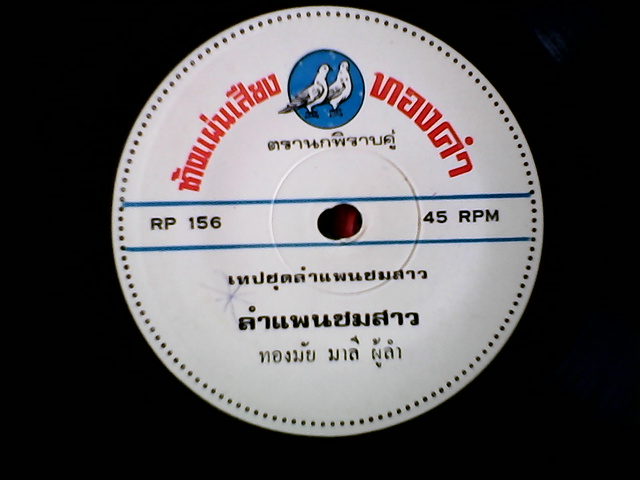 ห้างแผ่นเสียง ทองคำ
ตรานกพิราบคู่
RP 156 45 RPM
เทปชุดลำแพนชมสาว
ลำแพนชมสาว
ทองมัย มาลี ผู้ลำ